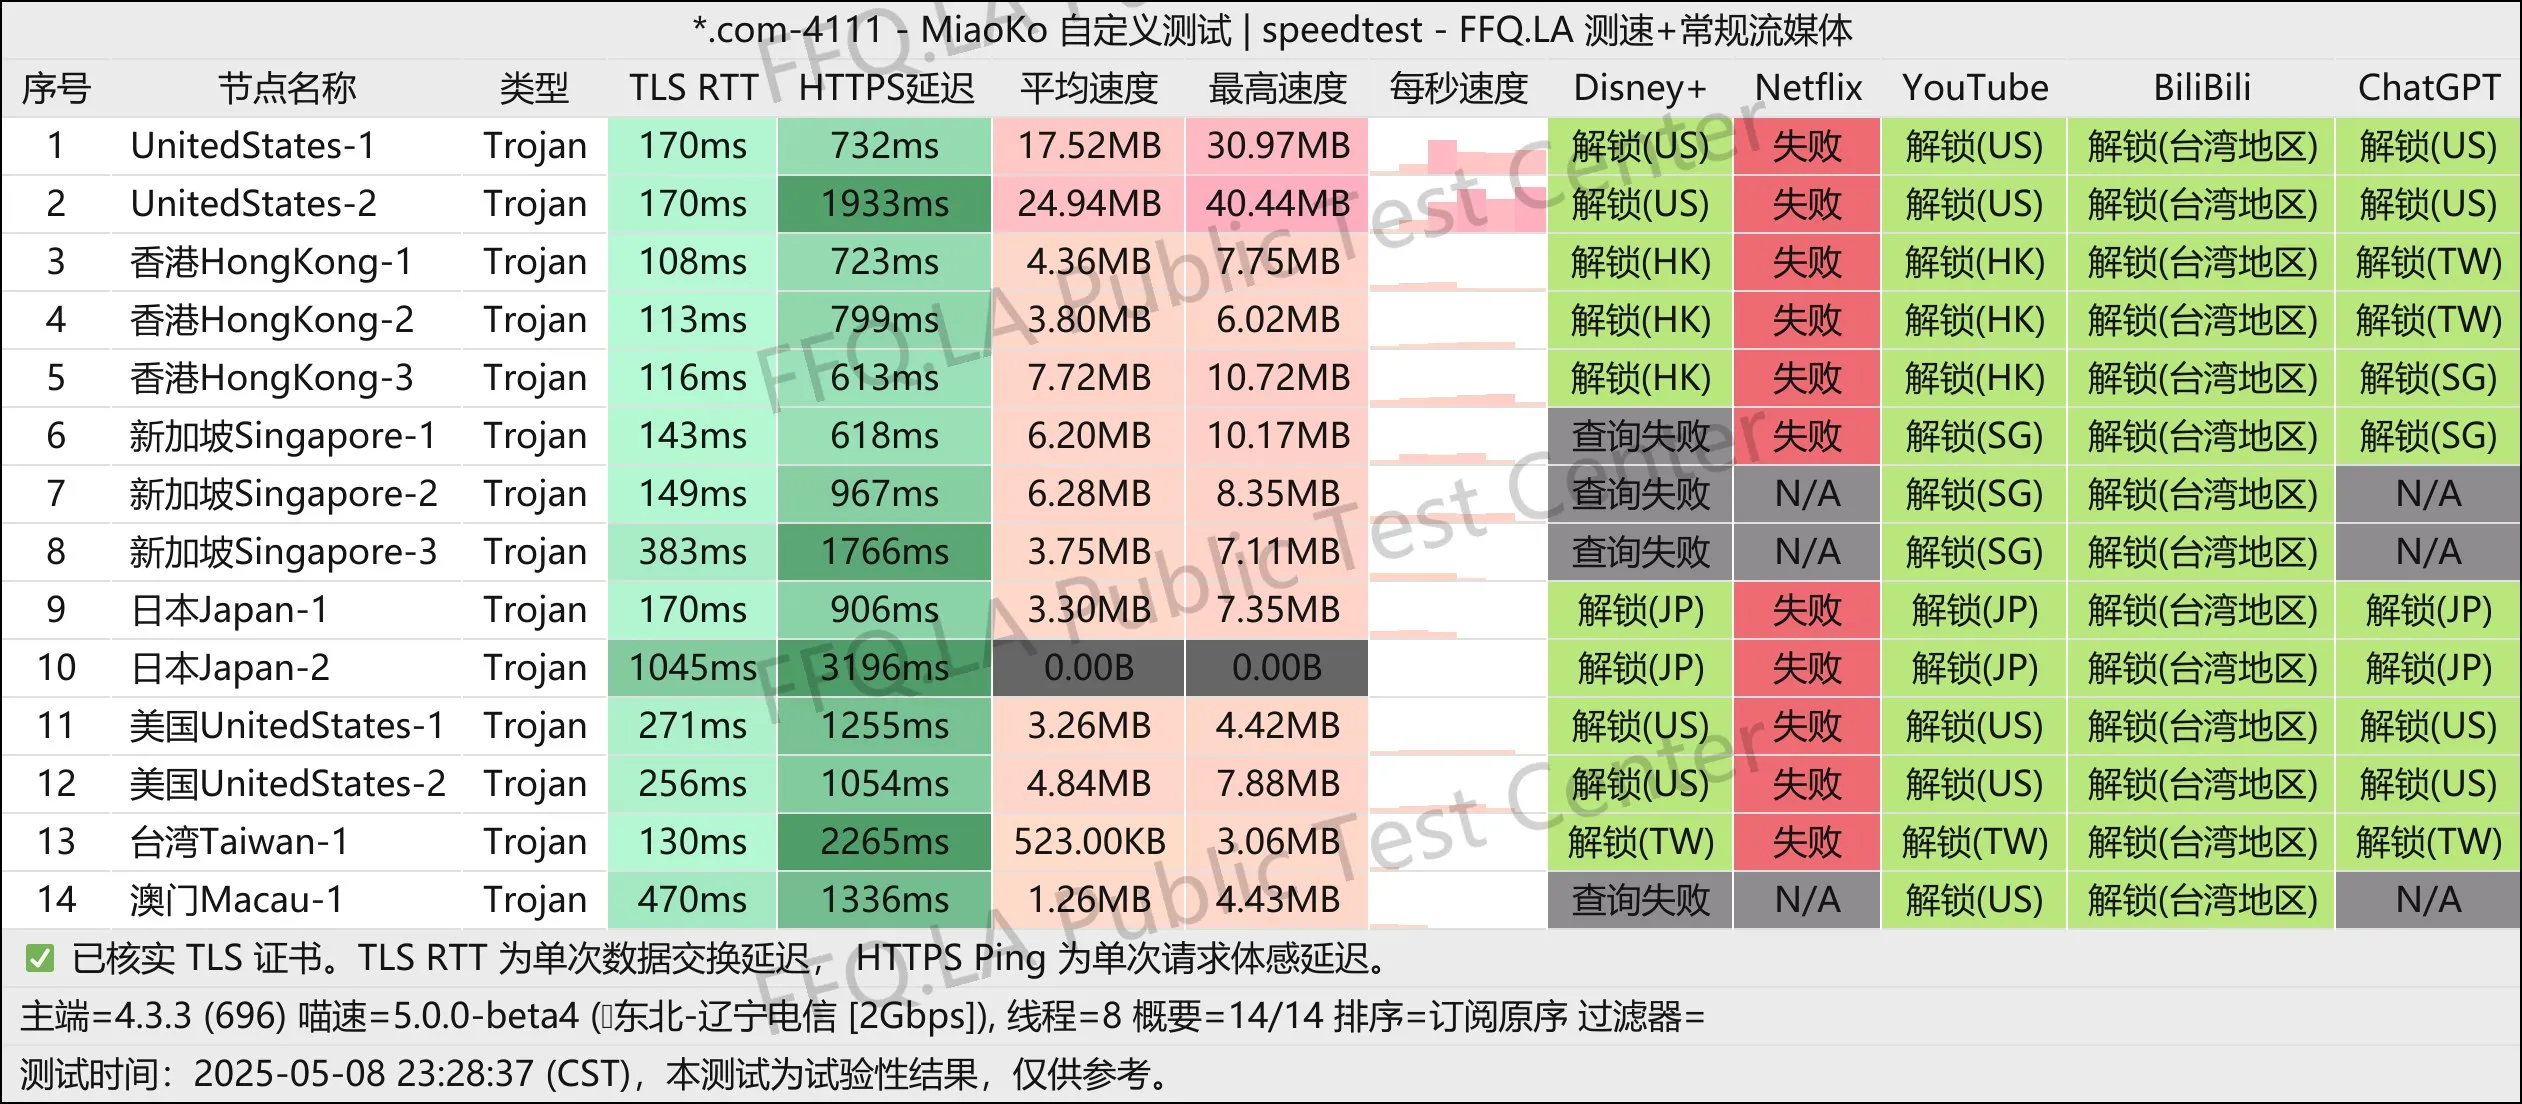 *.com-4111 - MiaoKo 自定义测试 | speedtest - FFQ.LA 测速+常规流媒体
序号 节点名称 类型 TLS RTT HTTPS延迟 平均速度 最高速度 每秒速度 Disney+ Netflix YouTube BiliBili ChatGPT
1 UnitedStates-1 Trojan 170ms 732ms 17.52MB 30.97MB 解锁(US) 失败 解锁(US) 解锁(台湾地区) 解锁(US)
2 UnitedStates-2 Trojan 170ms 1933ms 24.94MB 40.44MB 解锁(US) 失败 解锁(US) 解锁(台湾地区) 解锁(US)
3 香港HongKong-1 Trojan 108ms 723ms 4.36MB 7.75MB 解锁(HK) 失败 解锁(HK) 解锁(台湾地区) 解锁(TW)
4 香港HongKong-2 Trojan 113ms 799ms 3.80MB 6.02MB 解锁(HK) 失败 解锁(HK) 解锁(台湾地区) 解锁(TW)
5 香港HongKong-3 Trojan 116ms 613ms 7.72MB 10.72MB 解锁(HK) 失败 解锁(HK) 解锁(台湾地区) 解锁(SG)
6 新加坡Singapore-1 Trojan 143ms 618ms 6.20MB 10.17MB 查询失败 失败 解锁(SG) 解锁(台湾地区) 解锁(SG)
7 新加坡Singapore-2 Trojan 149ms 967ms 6.28MB 8.35MB 查询失败 N/A 解锁(SG) 解锁(台湾地区) N/A
8 新加坡Singapore-3 Trojan 383ms 1766ms 3.75MB 7.11MB 查询失败 N/A 解锁(SG) 解锁(台湾地区) N/A
9 日本Japan-1 Trojan 170ms 906ms 3.30MB 7.35MB 解锁(JP) 失败 解锁(JP) 解锁(台湾地区) 解锁(JP)
10 日本Japan-2 Trojan 1045ms 3196ms 0.00B 0.00B 解锁(JP) 失败 解锁(JP) 解锁(台湾地区) 解锁(JP)
11 美国UnitedStates-1 Trojan 271ms 1255ms 3.26MB 4.42MB 解锁(US) 失败 解锁(US) 解锁(台湾地区) 解锁(US)
12 美国UnitedStates-2 Trojan 256ms 1054ms 4.84MB 7.88MB 解锁(US) 失败 解锁(US) 解锁(台湾地区) 解锁(US)
13 台湾Taiwan-1 Trojan 130ms 2265ms 523.00KB 3.06MB 解锁(TW) 失败 解锁(TW) 解锁(台湾地区) 解锁(TW)
14 澳门Macau-1 Trojan 470ms 1336ms 1.26MB 4.43MB 查询失败 N/A 解锁(US) 解锁(台湾地区) N/A
✅ 已核实 TLS 证书。TLS RTT 为单次数据交换延迟， HTTPS Ping 为单次请求体感延迟。
主端=4.3.3 (696) 喵速=5.0.0-beta4 (东北-辽宁电信 [2Gbps]), 线程=8 概要=14/14 排序=订阅原序 过滤器=
测试时间：2025-05-08 23:28:37 (CST)，本测试为试验性结果，仅供参考。
FFQ.LA Public Test Center
FFQ.LA Public Test Center
FFQ.LA Public Test Center